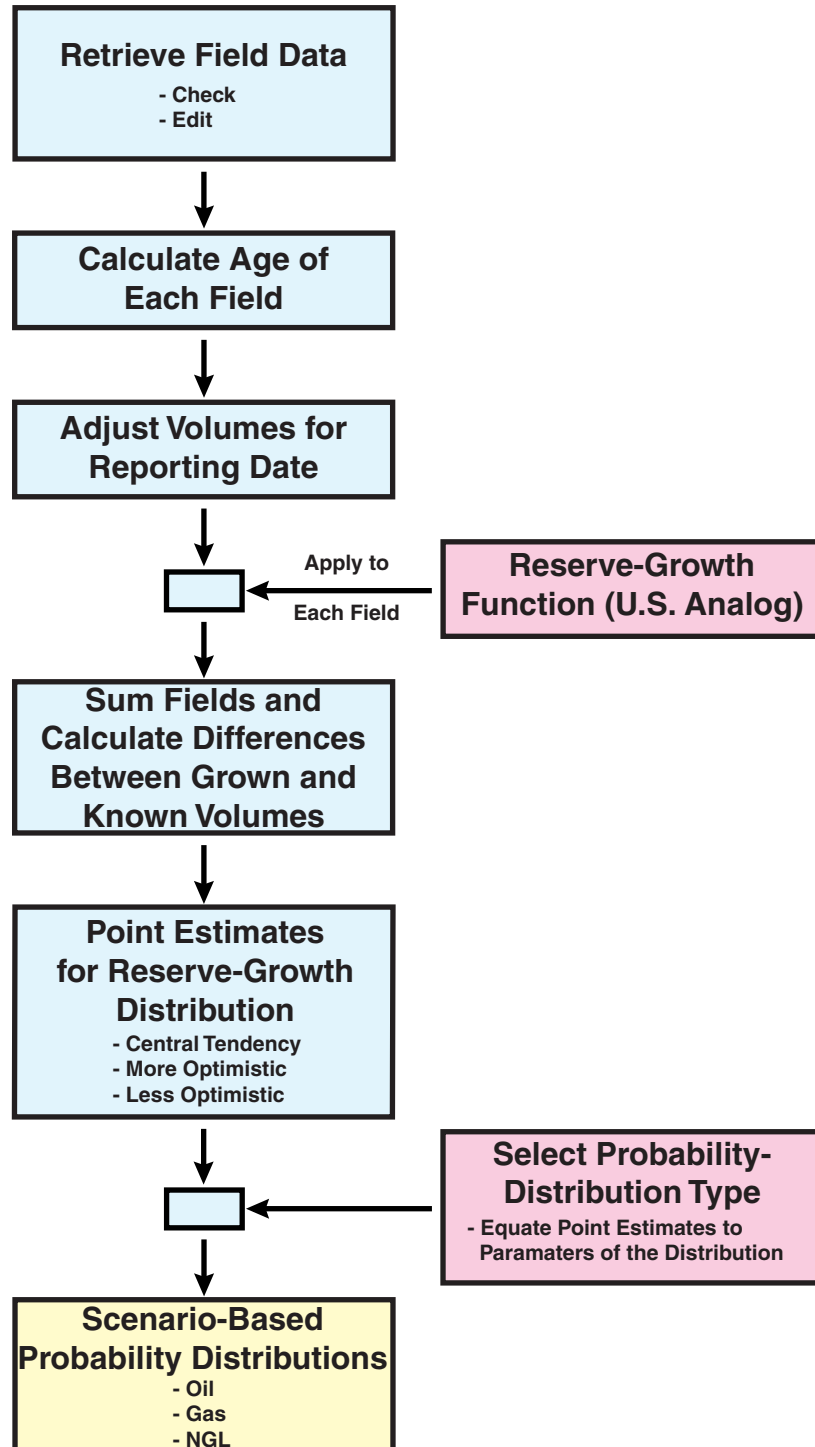 Retrieve Field Data
- Check
- Edit
Calculate Age of
Each Field
Adjust Volumes for
Reporting Date
Apply to
Each Field
Reserve-Growth
Function (U.S. Analog)
Sum Fields and
Calculate Differences
Between Grown and
Known Volumes
Point Estimates
for Reserve-Growth
Distribution
- Central Tendency
- More Optimistic
- Less Optimistic
Select Probability-
Distribution Type
- Equate Point Estimates to
Paramaters of the Distribution
Scenario-Based
Probability Distributions
- Oil
- Gas
- NGL